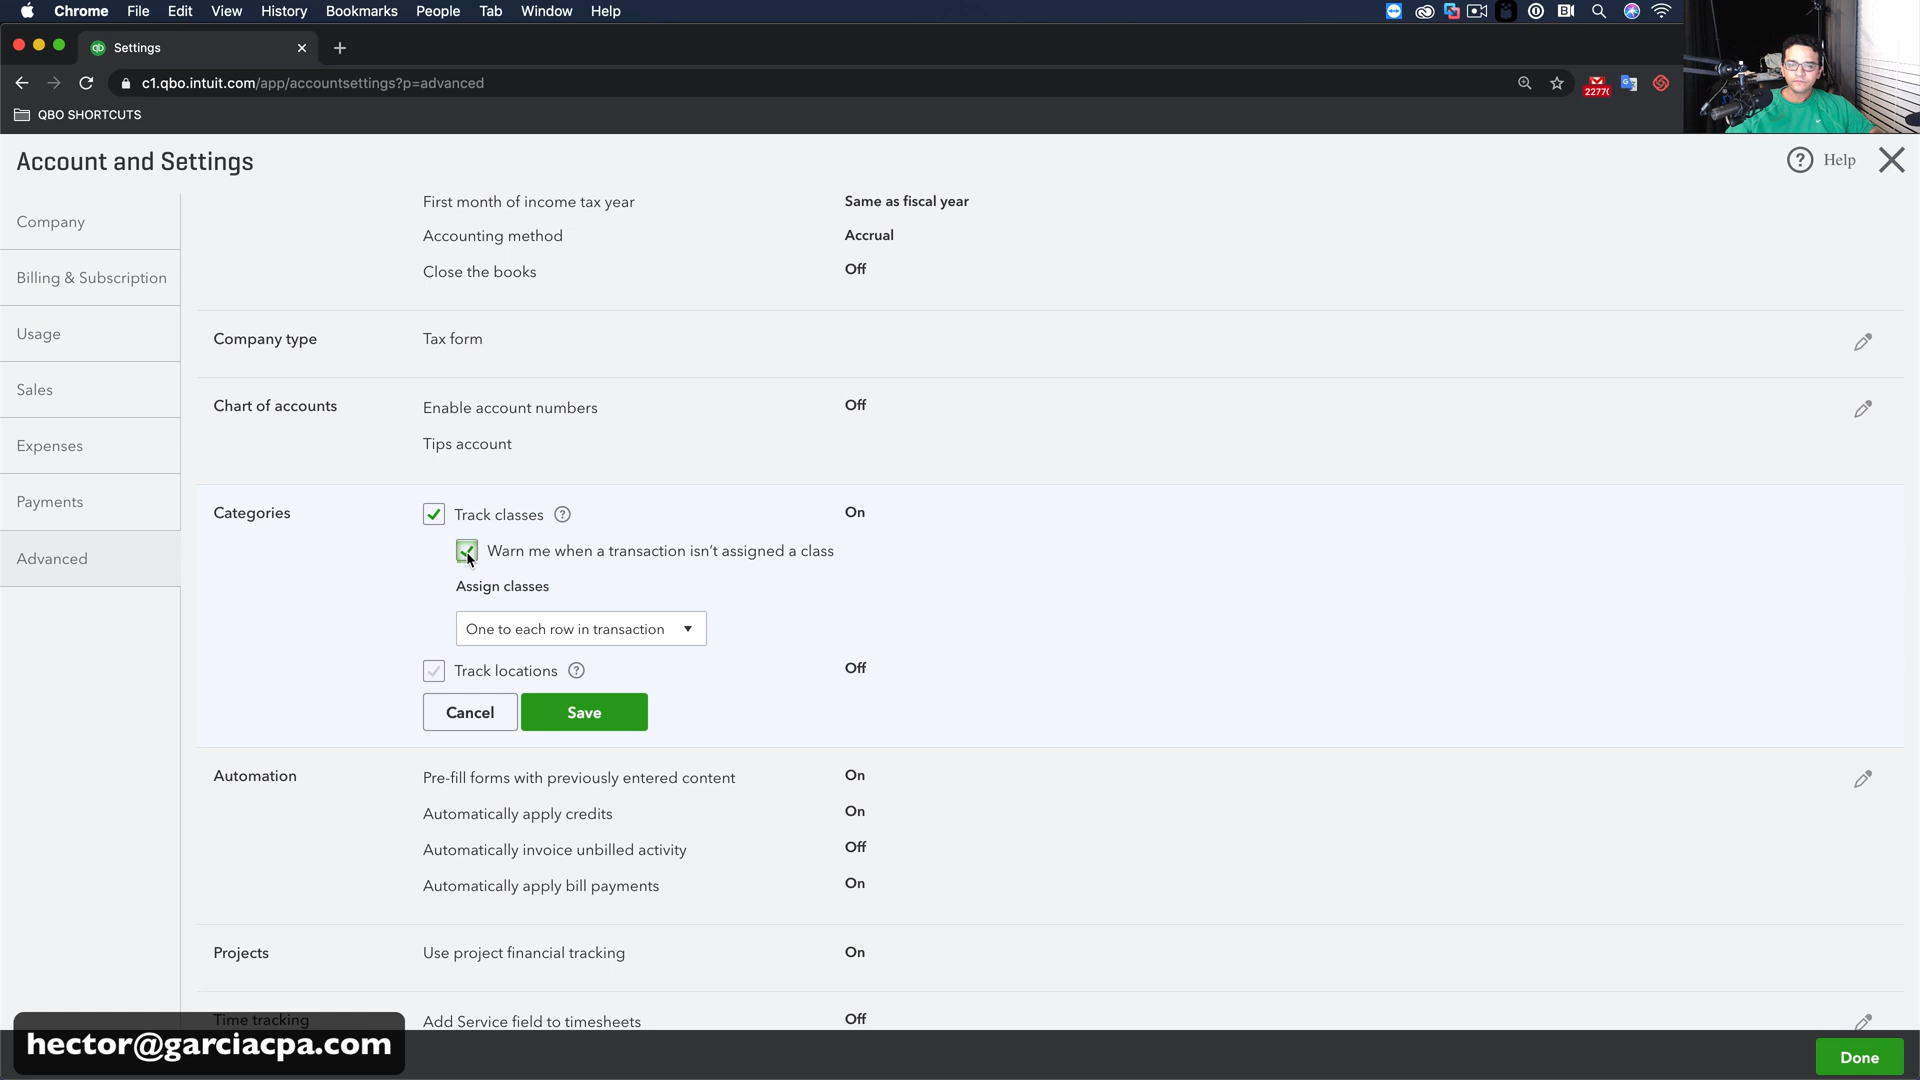 Chrome File Edit View History Bookmarks People Tab Window Help
Settings
c1.qbo.intuit.com/app/accountsettings?p=advanced
2277(
QBO SHORTCUTS
Account and Settings
Help
Company
Billing & Subscription
Usage
Sales
Expenses
Payments
Advanced
First month of income tax year Same as fiscal year
Accounting method Accrual
Close the books Off
Company type Tax form
Chart of accounts Enable account numbers Off
Tips account
Categories Track classes On
Warn me when a transaction isn't assigned a class
Assign classes
One to each row in transaction
Track locations Off
Cancel Save
Automation Pre-fill forms with previously entered content On
Automatically apply credits On
Automatically invoice unbilled activity Off
Automatically apply bill payments On
Projects Use project financial tracking On
Time tracking Add Service field to timesheets Off
hector@garciacpa.com
Done